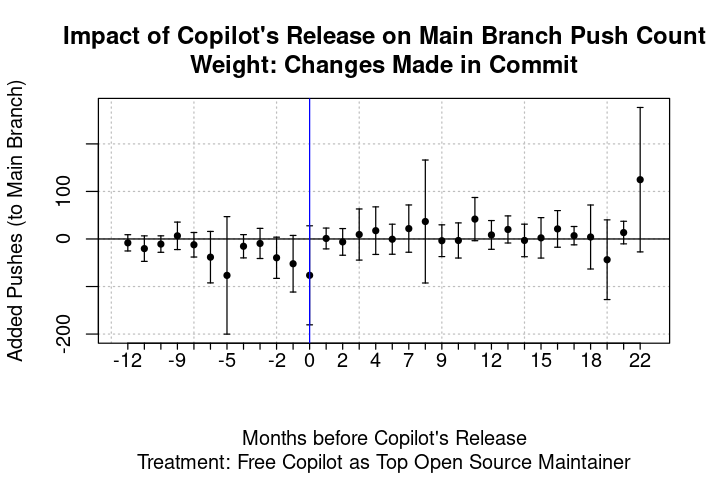 Impact of Copilot's Release on Main Branch Push Count
Weight: Changes Made in Commit
Added Pushes (to Main Branch)
100
0
-200
-12 -9 -5 -2 0 2 4 7 9 12 15 18 22
Months before Copilot's Release
Treatment: Free Copilot as Top Open Source Maintainer